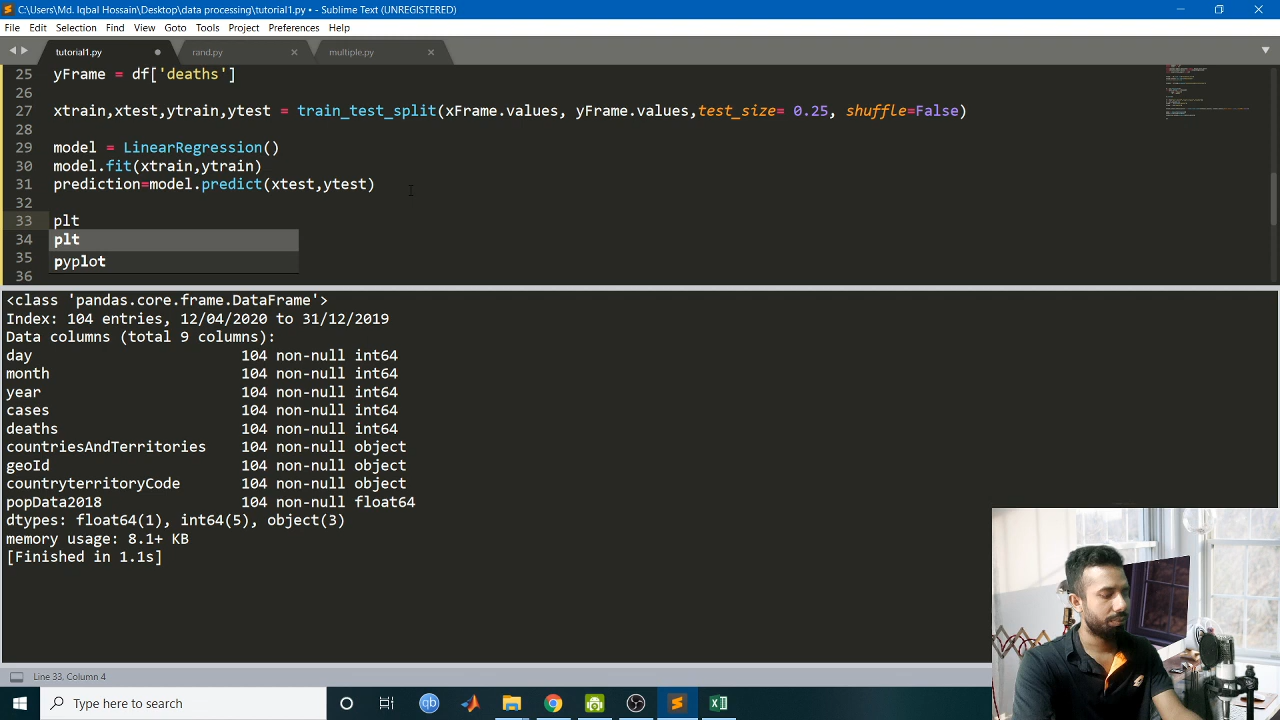 C:\Users\Md. Iqbal Hossain\Desktop\data processing\tutorial1.py • - Sublime Text (UNREGISTERED)
File Edit Selection Find View Goto Tools Project Preferences Help
tutorial1.py rand.py multiple.py
25 yFrame = df['deaths']
26
27 xtrain,xtest,ytrain,ytest = train_test_split(xFrame.values, yFrame.values,test_size= 0.25, shuffle=False)
28
29 model = LinearRegression()
30 model.fit(xtrain,ytrain)
31 prediction=model.predict(xtest,ytest)
32
33 plt
34 plt
35 pyplot
36
<class 'pandas.core.frame.DataFrame'>
Index: 104 entries, 12/04/2020 to 31/12/2019
Data columns (total 9 columns):
day 104 non-null int64
month 104 non-null int64
year 104 non-null int64
cases 104 non-null int64
deaths 104 non-null int64
countriesAndTerritories 104 non-null object
geoId 104 non-null object
countryterritoryCode 104 non-null object
popData2018 104 non-null float64
dtypes: float64(1), int64(5), object(3)
memory usage: 8.1+ KB
[Finished in 1.1s]
Line 33, Column 4
Type here to search
qb